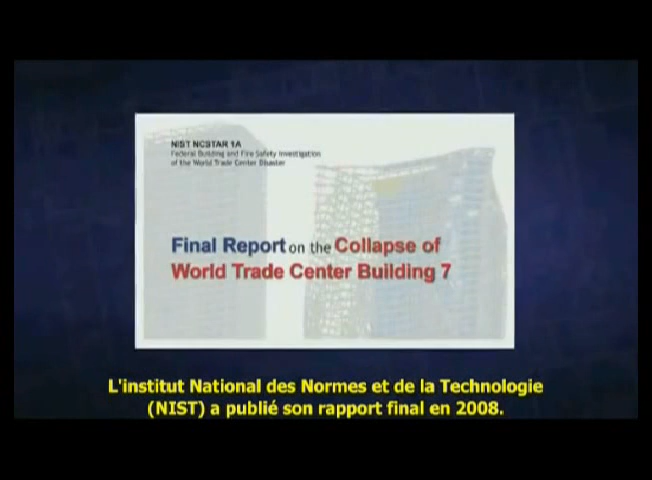 NIST NCSTAR 1A
Federal Building and Fire Safety Investigation
of the World Trade Center Disaster
Final Report on the Collapse of
World Trade Center Building 7
L'institut National des Normes et de la Technologie
(NIST) a publié son rapport final en 2008.